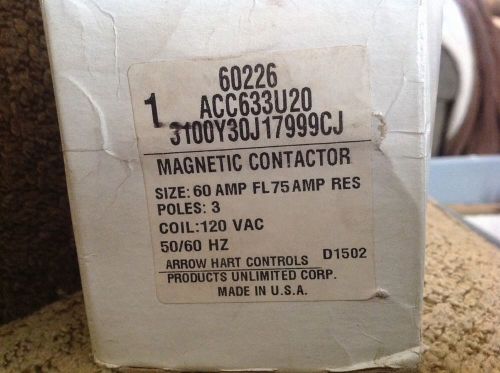 60226
1 ACC633U20
3100Y30J17999CJ
MAGNETIC CONTACTOR
SIZE: 60 AMP FL 75 AMP RES
POLES: 3
COIL: 120 VAC
50/60 HZ
ARROW HART CONTROLS D1502
PRODUCTS UNLIMITED CORP.
MADE IN U.S.A.